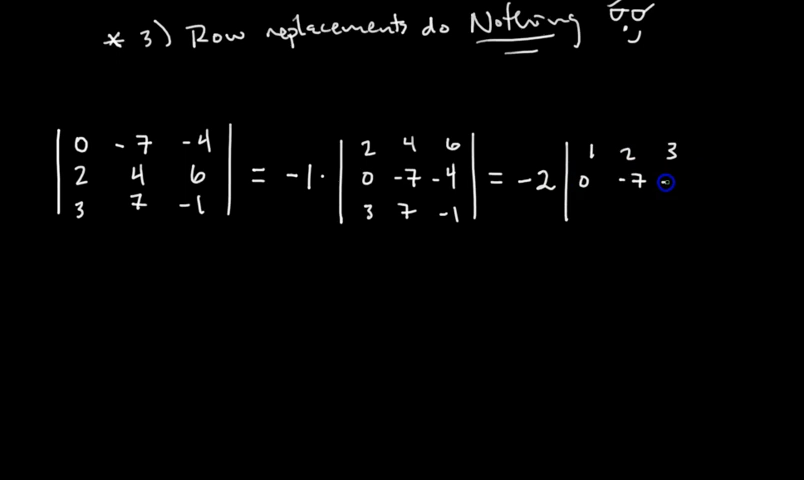 * 3) Row replacements do Nothing
| 0 -7 -4 | | 2 4 6 | | 1 2 3
| 2 4 6 | = -1 · | 0 -7 -4 | = -2 | 0 -7 -
| 3 7 -1 | | 3 7 -1 | |